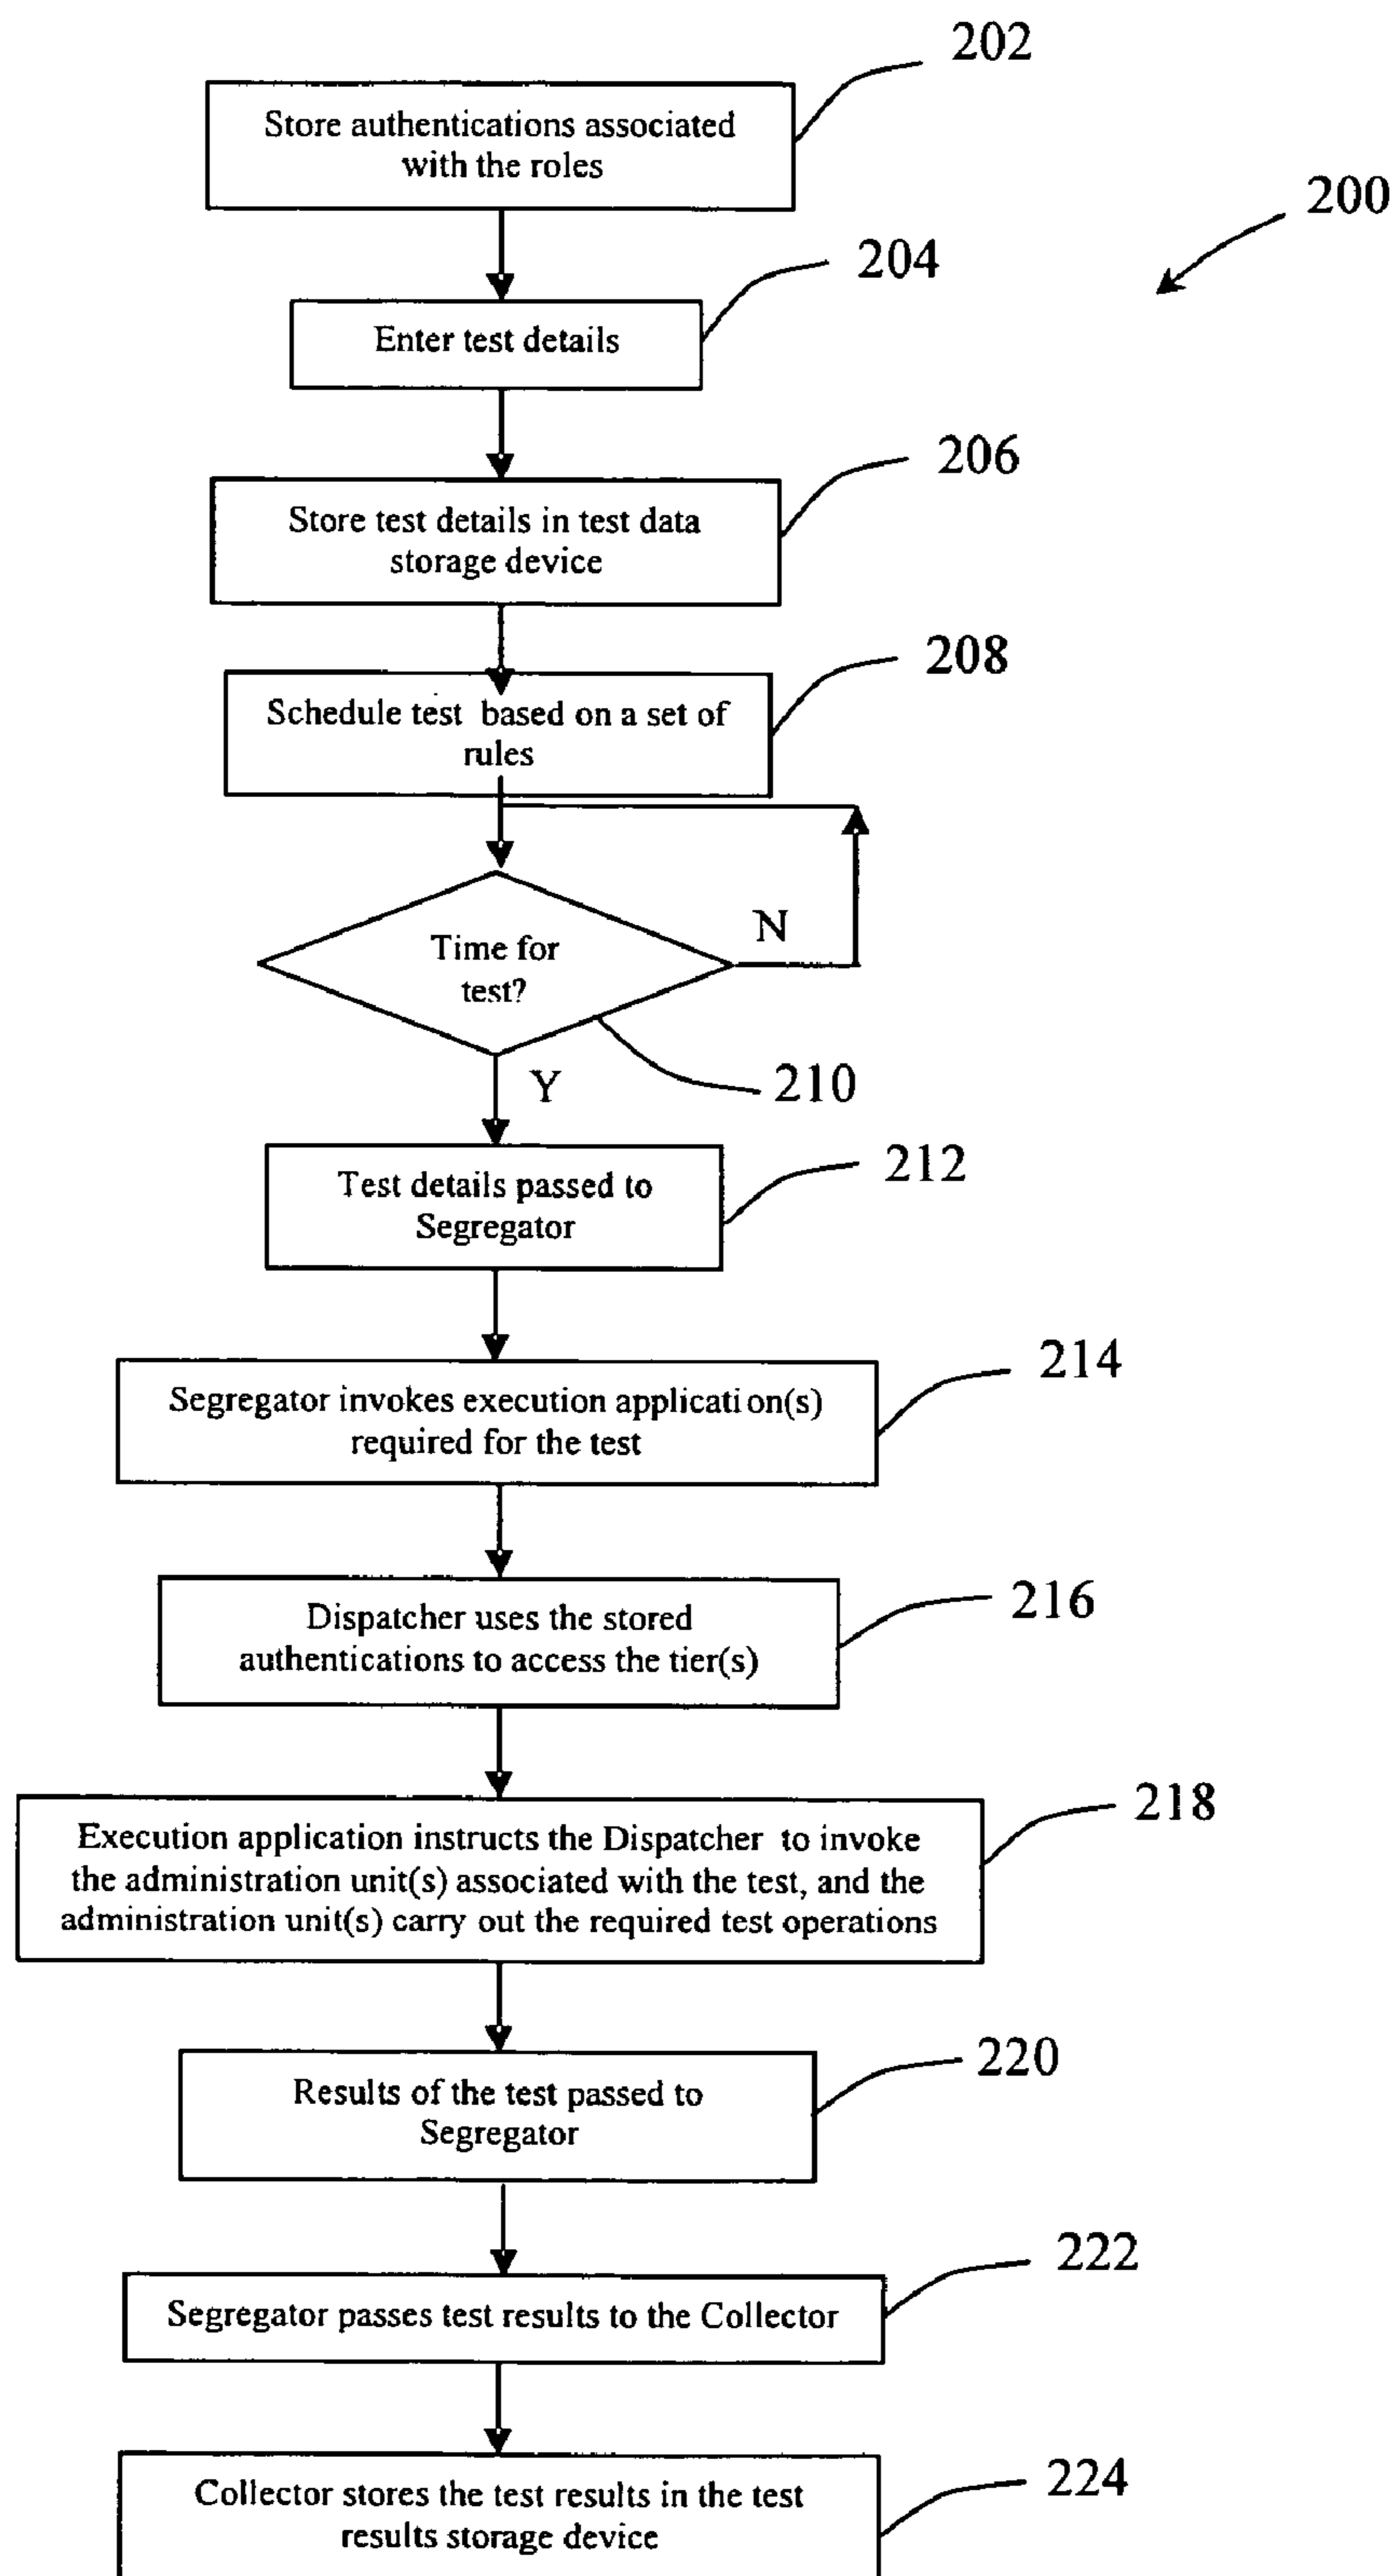 202
Store authentications associated
with the roles
200
204
Enter test details
206
Store test details in test data
storage device
208
Schedule test based on a set of
rules
Time for
test?
N
Y
210
212
Test details passed to
Segregator
214
Segregator invokes execution application(s)
required for the test
216
Dispatcher uses the stored
authentications to access the tier(s)
218
Execution application instructs the Dispatcher to invoke
the administration unit(s) associated with the test, and the
administration unit(s) carry out the required test operations
220
Results of the test passed to
Segregator
222
Segregator passes test results to the Collector
224
Collector stores the test results in the test
results storage device